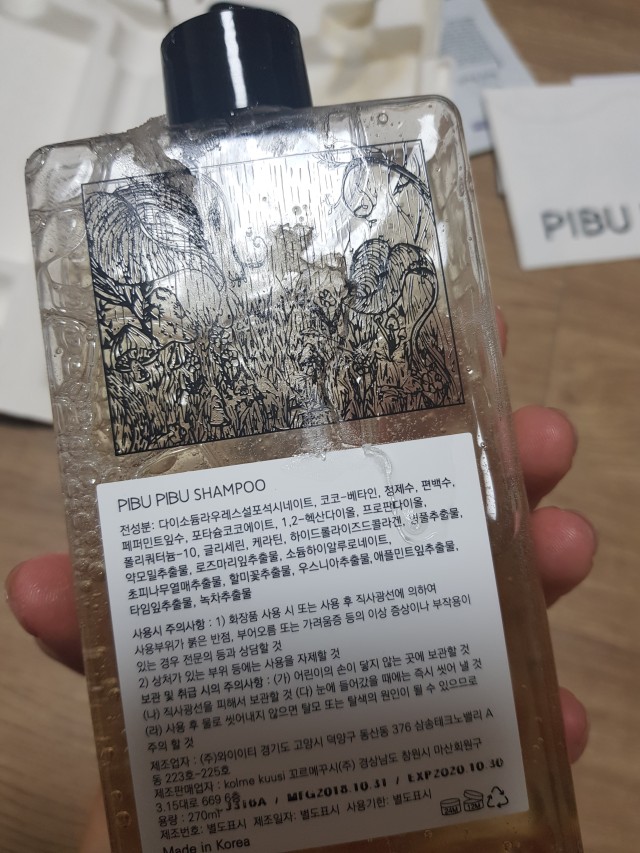 PIBU
PIBU PIBU SHAMPOO
전성분: 다이소듐라우레스설포석시네이트, 코코-베타인, 정제수, 편백수,
페퍼민트잎수, 포타슘코코에이트, 1,2-헥산다이올, 프로판다이올,
폴리쿼터늄-10, 글리세린, 케라틴, 하이드롤라이즈드콜라겐,
약모밀추출물, 로즈마리잎추출물, 소듐하이알루로네이트,
초피나무열매추출물, 할미꽃추출물, 우스니아추출물, 애플민트잎추출물,
타임잎추출물, 녹차추출물
사용시 주의사항 : 1) 화장품 사용 시 또는 사용 후 직사광선에 의하여
사용부위가 붉은 반점, 부어오름 또는 가려움증 등의 이상 증상이나 부작용이
있는 경우 전문의 등과 상담할 것
2) 상처가 있는 부위 등에는 사용을 자제할 것
보관 및 취급 시의 주의사항 : (가) 어린이의 손이 닿지 않는 곳에 보관할 것
(나) 직사광선을 피해서 보관할 것 (다) 눈에 들어갔을 때에는 즉시 씻어 낼 것
(라) 사용 후 물로 씻어내지 않으면 탈모 또는 탈색의 원인이 될 수 있으므로
주의 할 것
제조업자 : (주)와이이타 경기도 고양시 덕양구 동산동 376 삼송테크노밸리 A
동 223호-225호
제조판매업자 : kolme kuusi 꼬르메꾸시(주) 경상남도 창원시 마산회원구
3.15대로 669 6층
용량 : 270ml MFG2018.10.31 / EXP2020.10.30
제조번호: 별도표시 제조일자: 별도표시 사용기한: 별도표시
24M 12M
Made in Korea